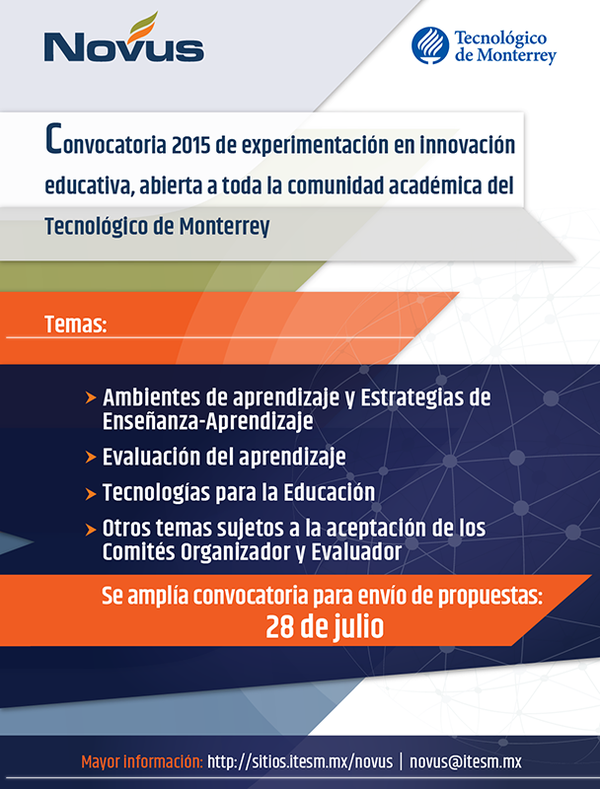 Novus
Tecnológico
de Monterrey
Convocatoria 2015 de experimentación en innovación
educativa, abierta a toda la comunidad académica del
Tecnológico de Monterrey
Temas:
Ambientes de aprendizaje y Estrategias de
Enseñanza-Aprendizaje
Evaluación del aprendizaje
Tecnologías para la Educación
Otros temas sujetos a la aceptación de los
Comités Organizador y Evaluador
Se amplía convocatoria para envío de propuestas:
28 de julio
Mayor información: http://sitios.itesm.mx/novus | novus@itesm.mx